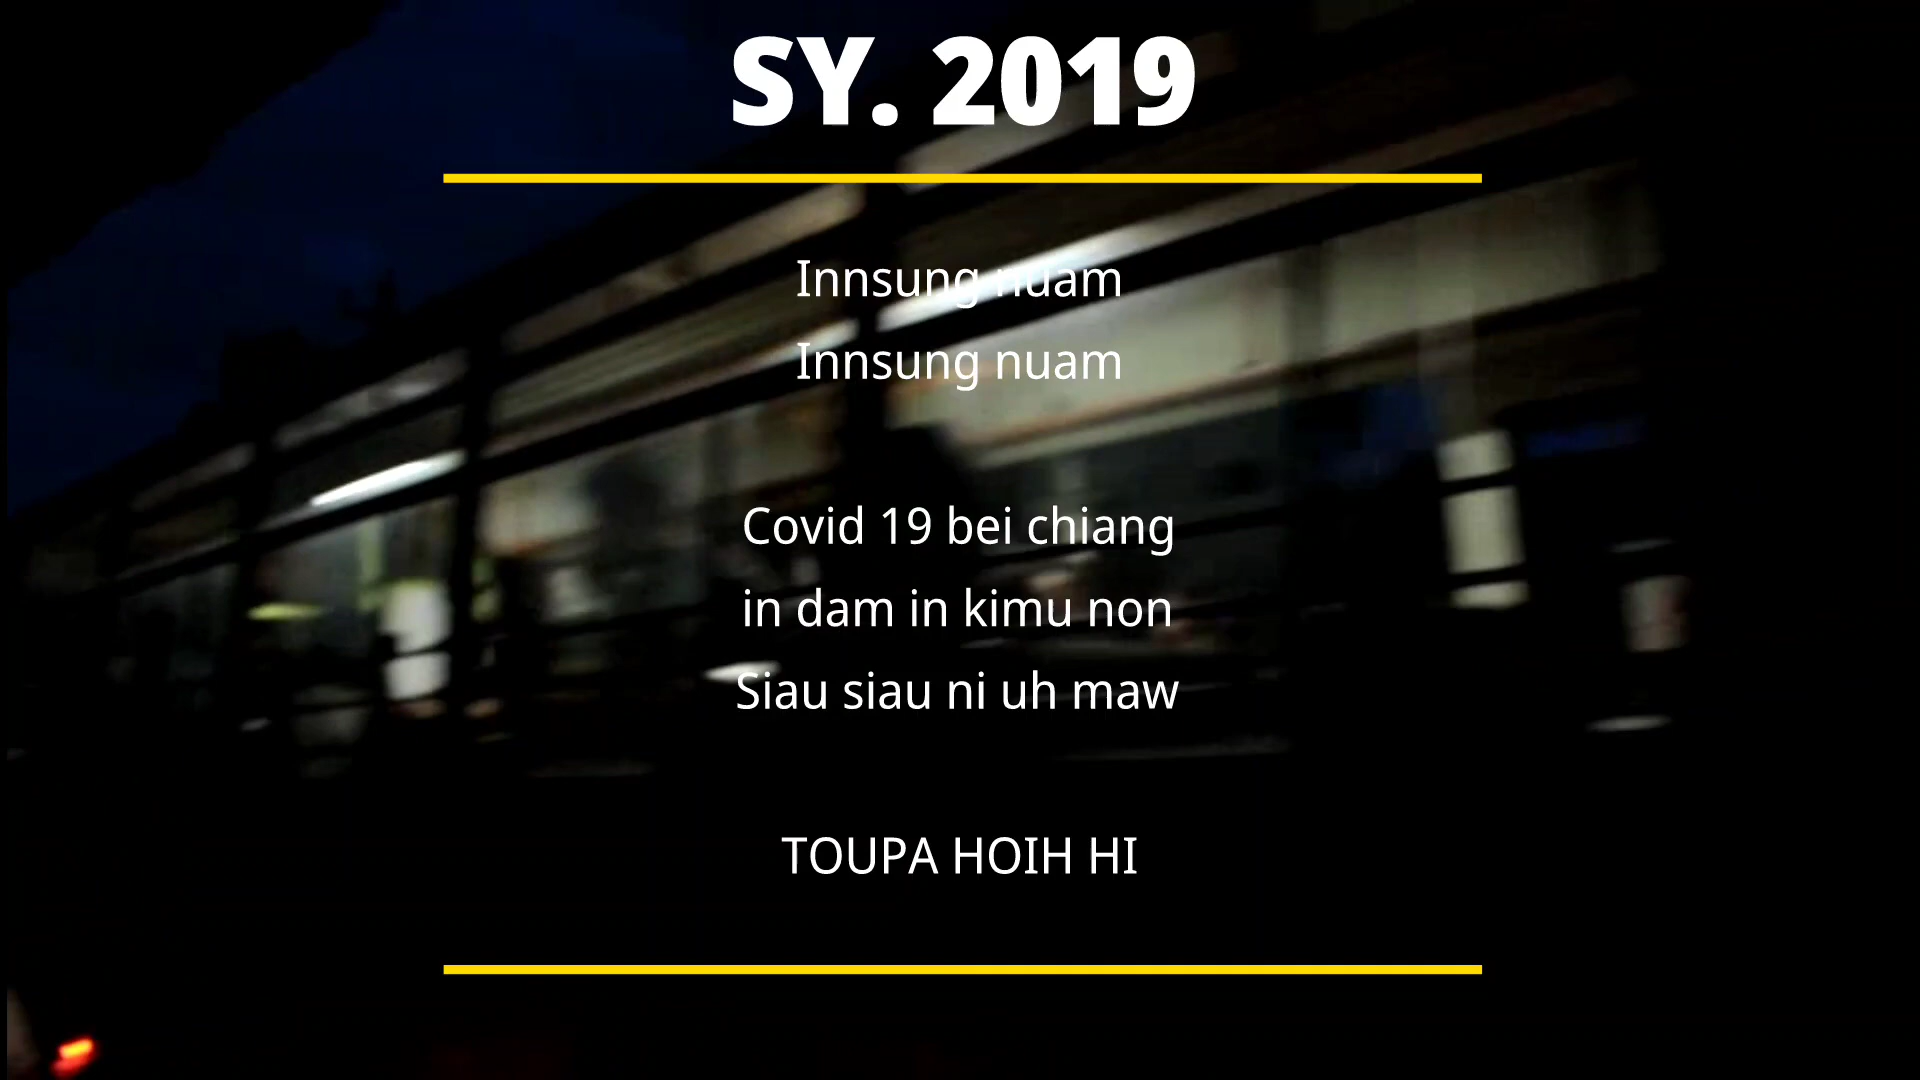 SY. 2019
Innsung nuam
Innsung nuam
Covid 19 bei chiang
in dam in kimu non
Siau siau ni uh maw
TOUPA HOIH HI